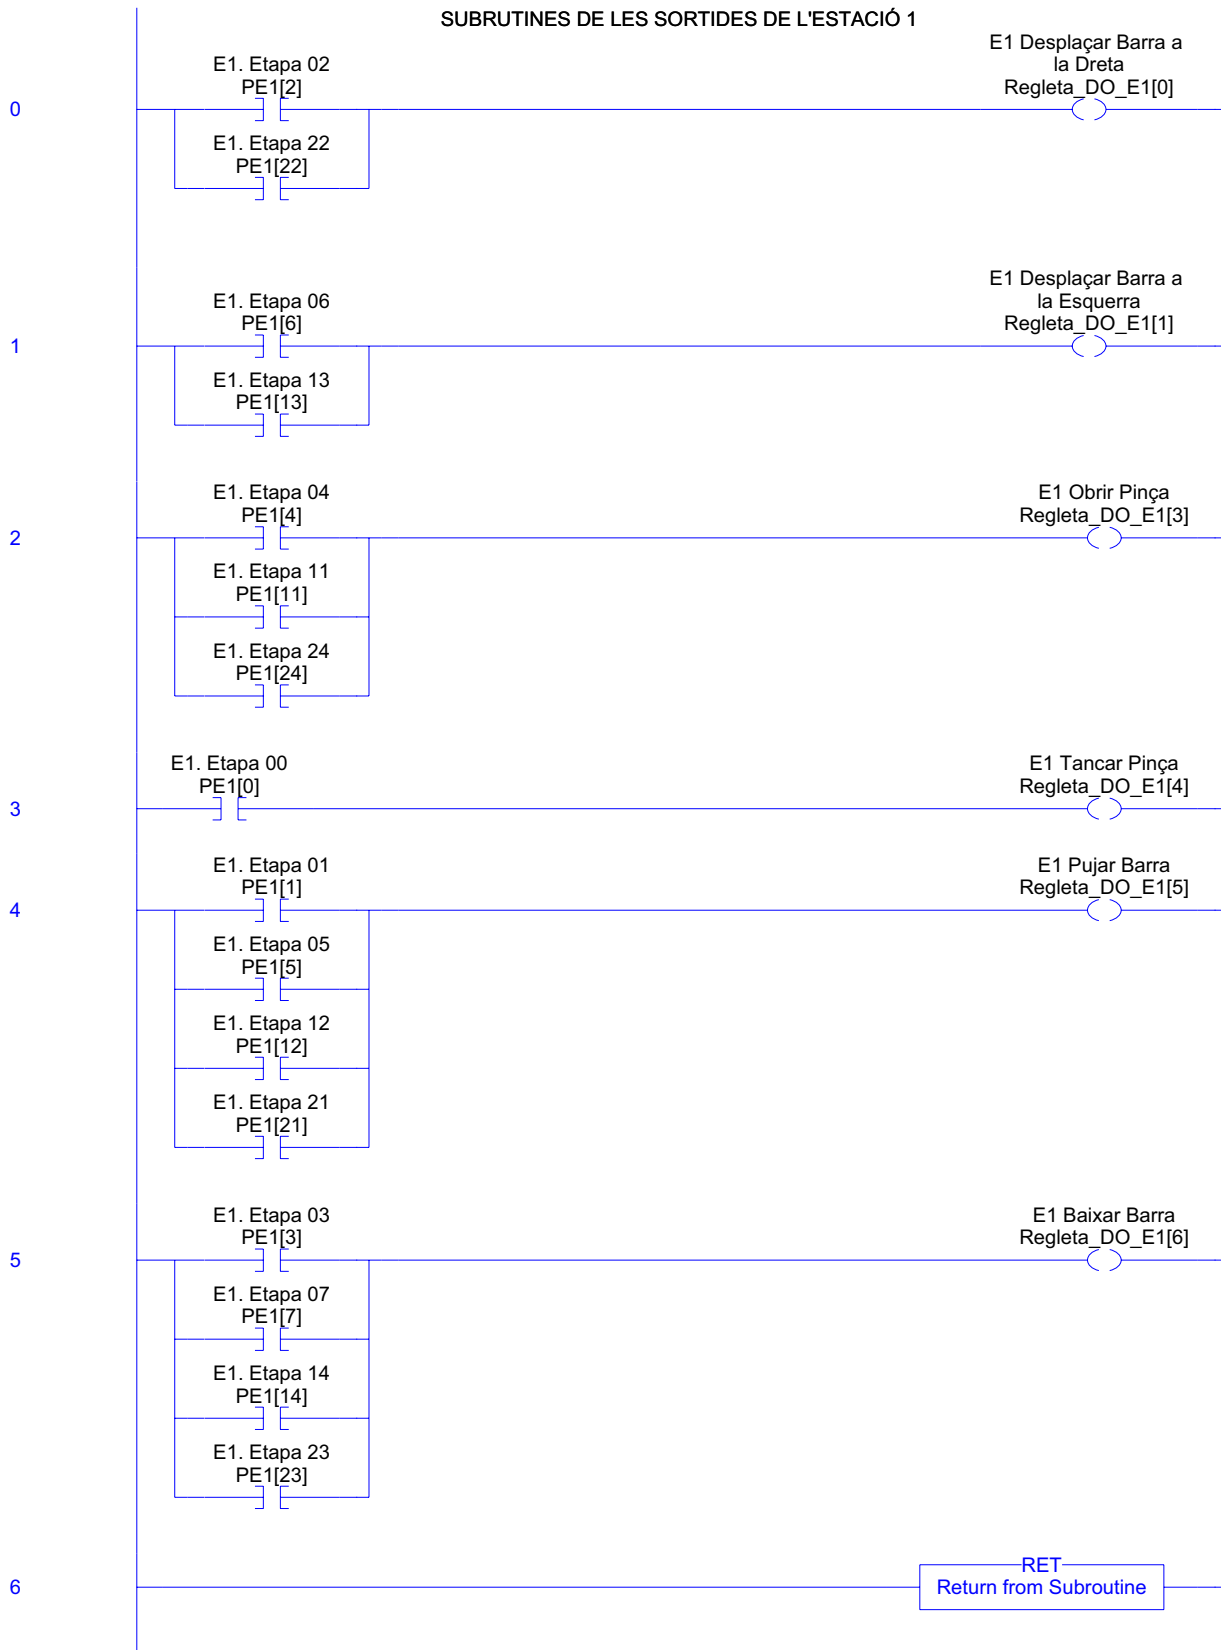 SUBRUTINES DE LES SORTIDES DE L'ESTACIÓ 1
E1. Etapa 02
PE1[2]
E1 Desplaçar Barra a
la Dreta
Regleta_DO_E1[0]
0
E1. Etapa 22
PE1[22]
E1. Etapa 06
PE1[6]
E1 Desplaçar Barra a
la Esquerra
Regleta_DO_E1[1]
1
E1. Etapa 13
PE1[13]
E1. Etapa 04
PE1[4]
E1 Obrir Pinça
Regleta_DO_E1[3]
2
E1. Etapa 11
PE1[11]
E1. Etapa 24
PE1[24]
E1. Etapa 00
PE1[0]
E1 Tancar Pinça
Regleta_DO_E1[4]
3
E1. Etapa 01
PE1[1]
E1 Pujar Barra
Regleta_DO_E1[5]
4
E1. Etapa 05
PE1[5]
E1. Etapa 12
PE1[12]
E1. Etapa 21
PE1[21]
E1. Etapa 03
PE1[3]
E1 Baixar Barra
Regleta_DO_E1[6]
5
E1. Etapa 07
PE1[7]
E1. Etapa 14
PE1[14]
E1. Etapa 23
PE1[23]
RET
6
Return from Subroutine